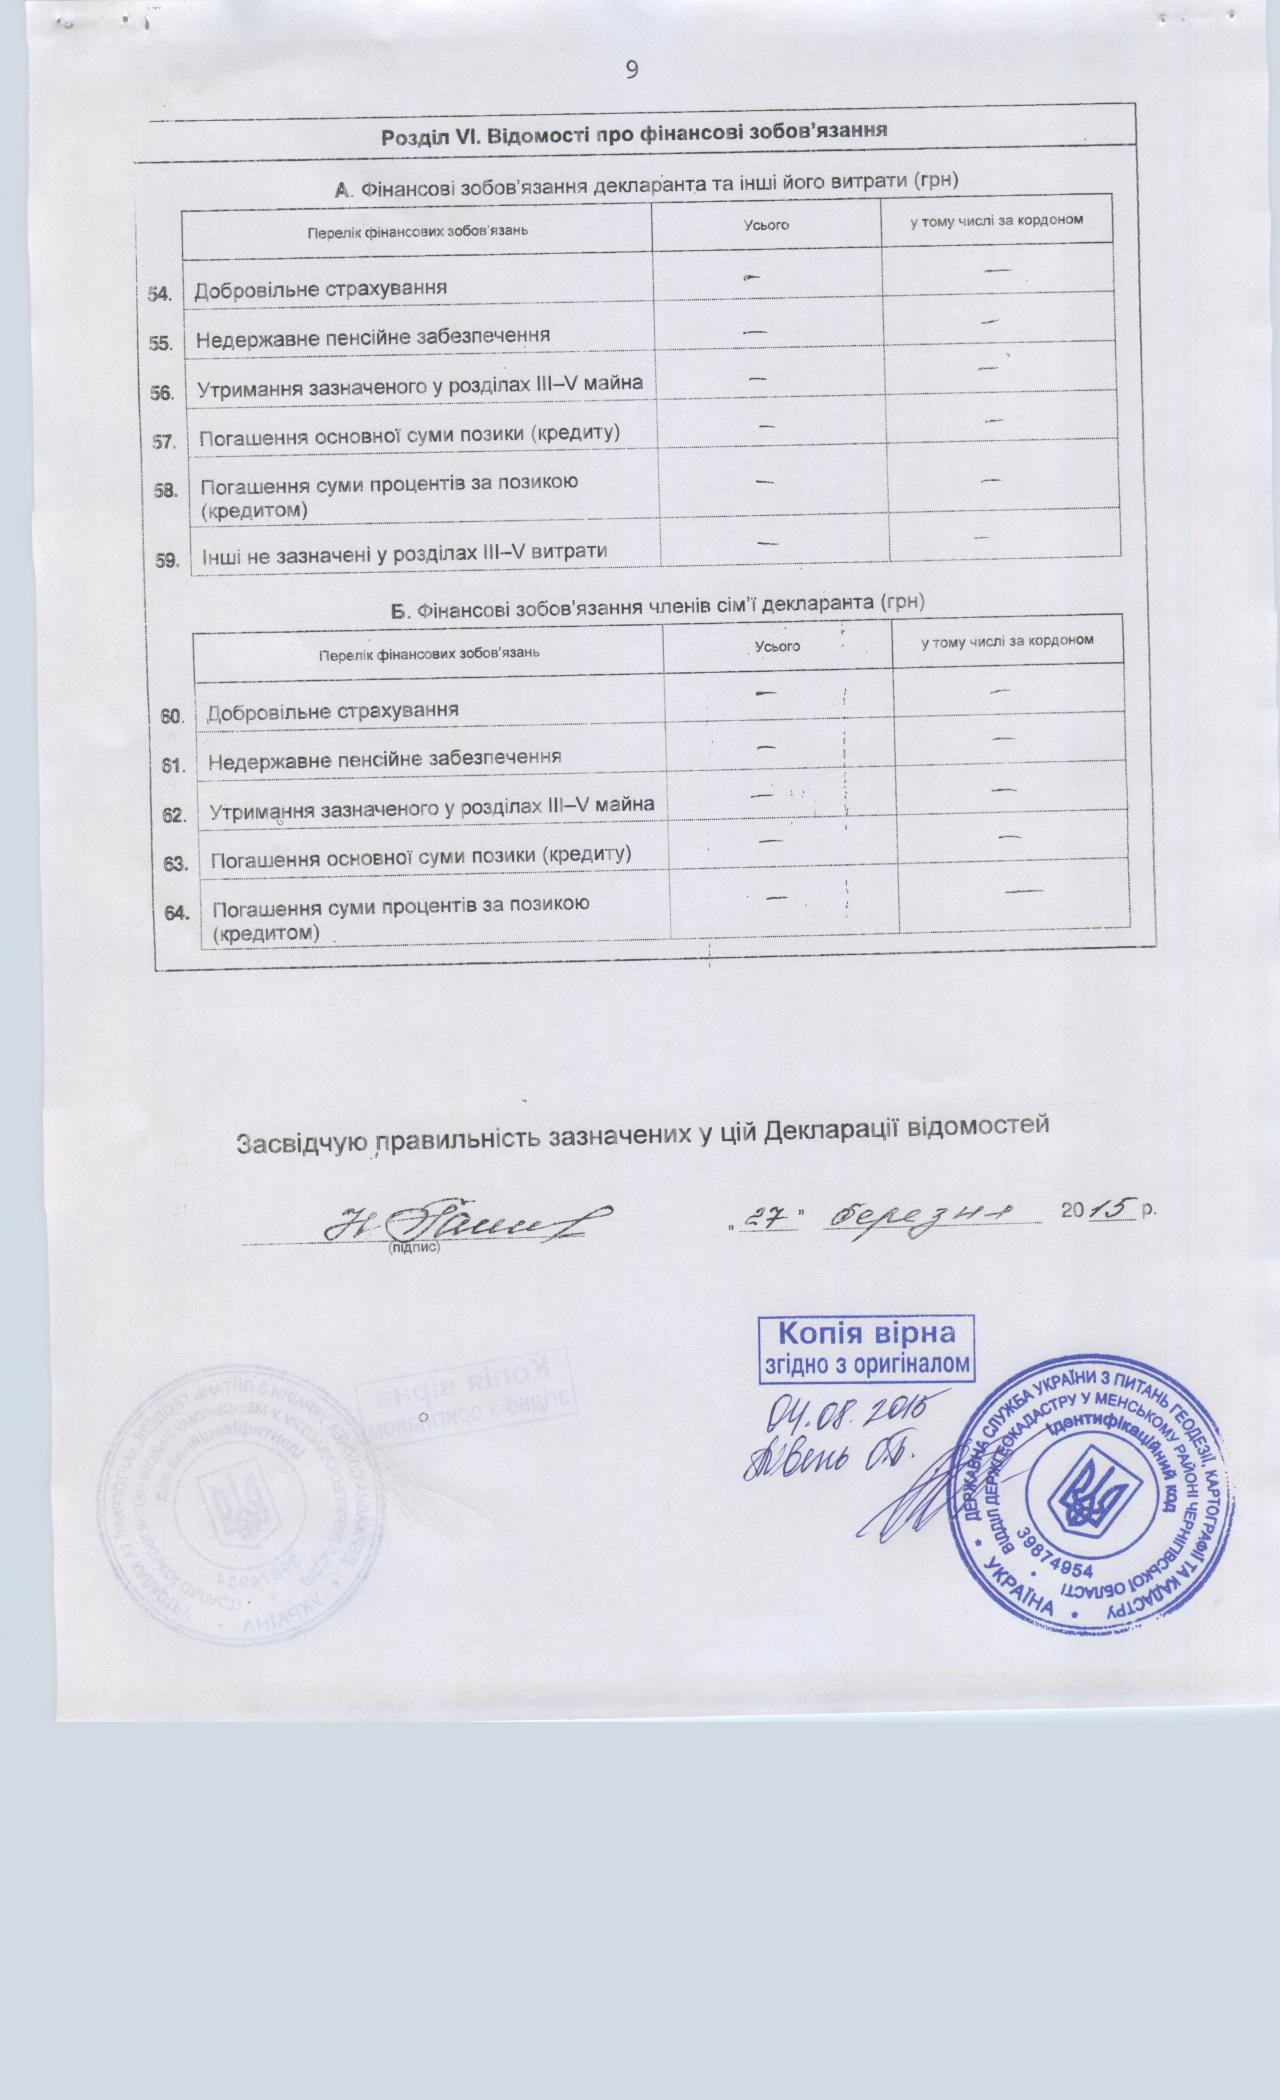 9
Розділ VI. Відомості про фінансові зобов'язання
А. Фінансові зобов'язання декларанта та інші його витрати (грн)
Перелік фінансових зобов'язань Усього у тому числі за кордоном
54. Добровільне страхування — —
55. Недержавне пенсійне забезпечення — —
56. Утримання зазначеного у розділах III–V майна — —
57. Погашення основної суми позики (кредиту) — —
58. Погашення суми процентів за позикою — —
(кредитом)
59. Інші не зазначені у розділах III–V витрати — —
Б. Фінансові зобов'язання членів сім'ї декларанта (грн)
Перелік фінансових зобов'язань Усього у тому числі за кордоном
60. Добровільне страхування — —
61. Недержавне пенсійне забезпечення — —
62. Утримання зазначеного у розділах III–V майна — —
63. Погашення основної суми позики (кредиту) — —
64. Погашення суми процентів за позикою — —
(кредитом)
Засвідчую правильність зазначених у цій Декларації відомостей
„27" березня 2015 р.
(підпис)
Копія вірна
згідно з оригіналом
04.08.2015
ДЕРЖАВНА СЛУЖБА УКРАЇНИ З ПИТАНЬ ГЕОДЕЗІЇ, КАРТОГРАФІЇ ТА КАДАСТРУ
* УКРАЇНА *
ВІДДІЛ ДЕРЖГЕОКАДАСТРУ У МЕНСЬКОМУ РАЙОНІ ЧЕРНІГІВСЬКОЇ ОБЛАСТІ
Ідентифікаційний код
39874954